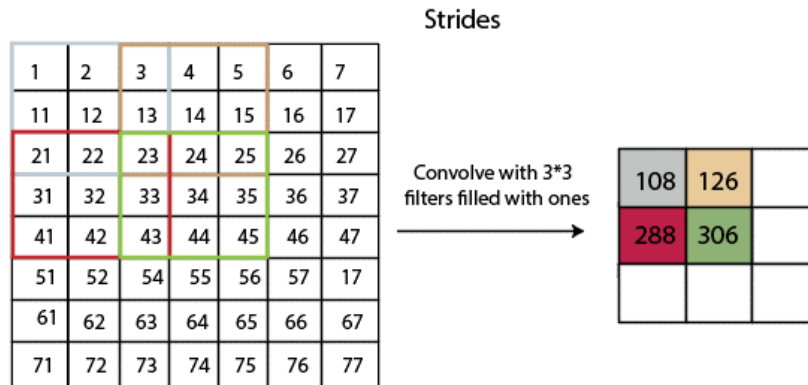 Strides
1 2 3 4 5 6 7
11 12 13 14 15 16 17
21 22 23 24 25 26 27
31 32 33 34 35 36 37
41 42 43 44 45 46 47
51 52 54 55 56 57 17
61 62 63 64 65 66 67
71 72 73 74 75 76 77
Convolve with 3*3
filters filled with ones
108 126
288 306